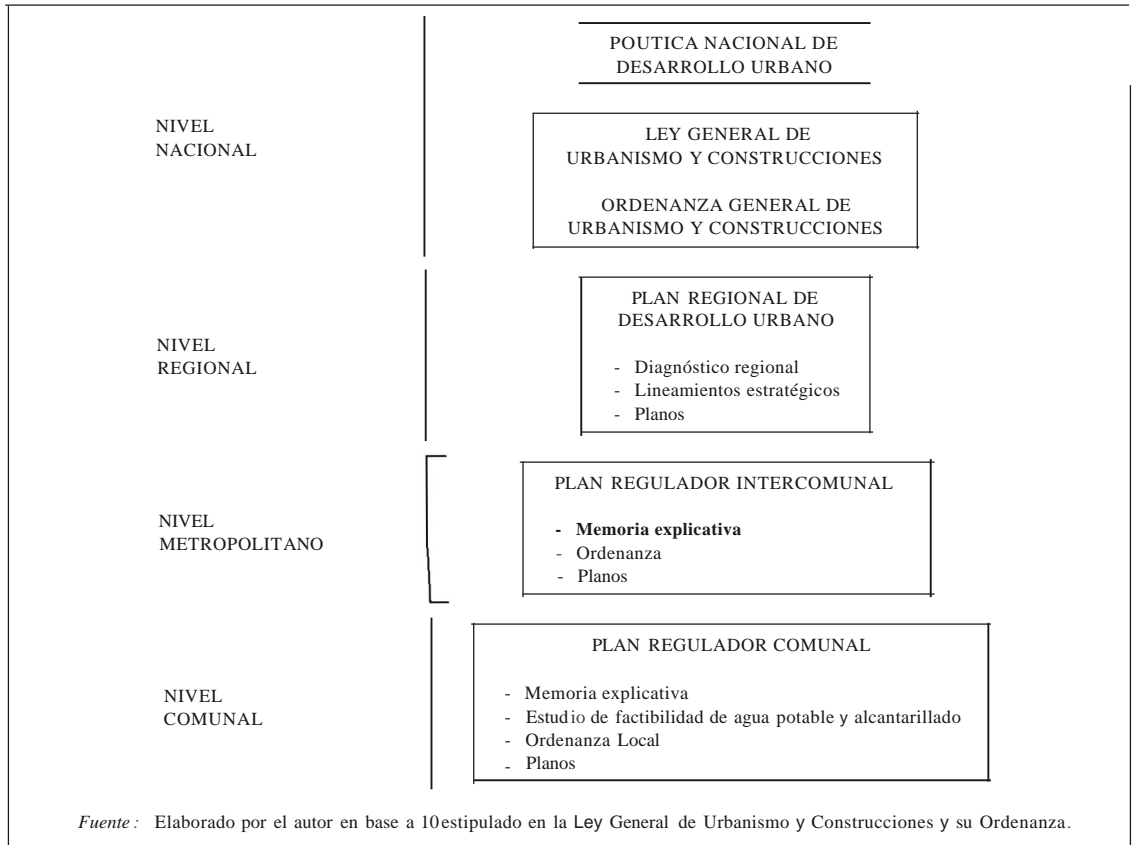 POUTICA NACIONAL DE
DESARROLLO URBANO
NIVEL
NACIONAL
LEY GENERAL DE
URBANISMO Y CONSTRUCCIONES
ORDENANZA GENERAL DE
URBANISMO Y CONSTRUCCIONES
NIVEL
REGIONAL
PLAN REGIONAL DE
DESARROLLO URBANO
- Diagnóstico regional
- Lineamientos estratégicos
- Planos
NIVEL
METROPOLITANO
PLAN REGULADOR INTERCOMUNAL
- Memoria explicativa
- Ordenanza
- Planos
NIVEL
COMUNAL
PLAN REGULADOR COMUNAL
- Memoria explicativa
- Estudio de factibilidad de agua potable y alcantarillado
- Ordenanza Local
- Planos
Fuente: Elaborado por el autor en base a 10 estipulado en la Ley General de Urbanismo y Construcciones y su Ordenanza.